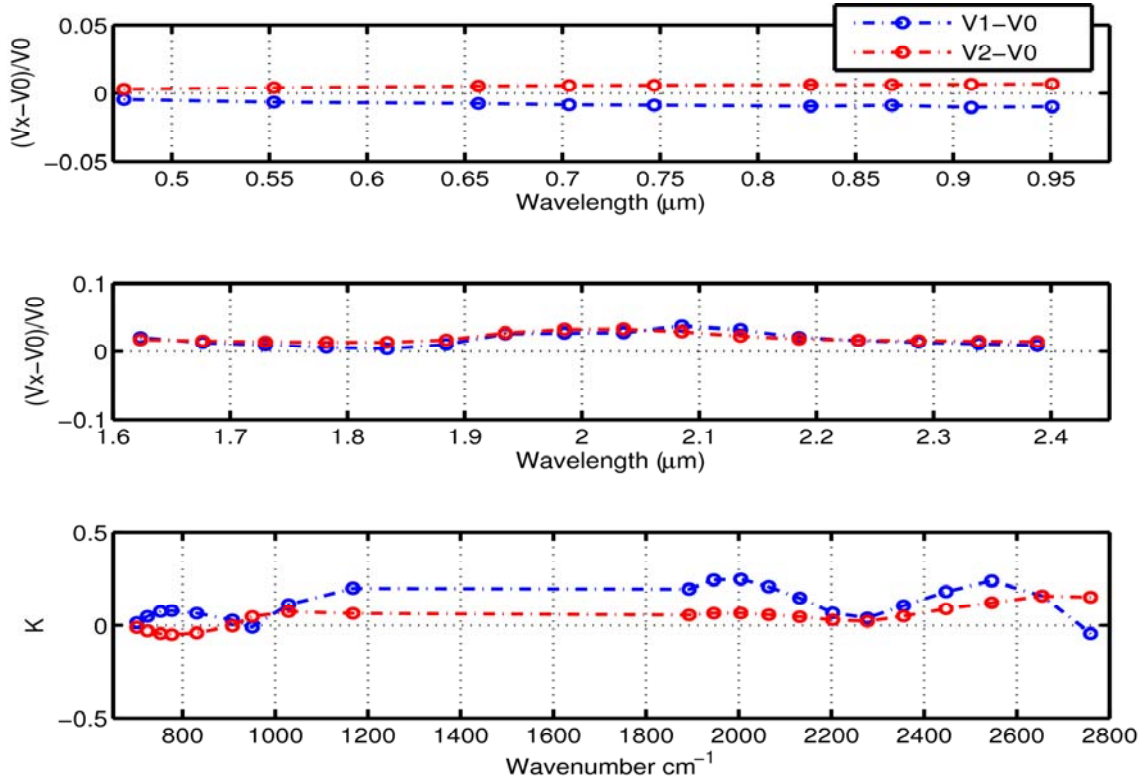 V1−V0
V2−V0
(Vx−V0)/V0
0.05
0
−0.05
0.5 0.55 0.6 0.65 0.7 0.75 0.8 0.85 0.9 0.95
Wavelength (μm)
(Vx−V0)/V0
0.1
0
−0.1
1.6 1.7 1.8 1.9 2 2.1 2.2 2.3 2.4
Wavelength (μm)
K
0.5
0
−0.5
800 1000 1200 1400 1600 1800 2000 2200 2400 2600 2800
Wavenumber cm⁻¹